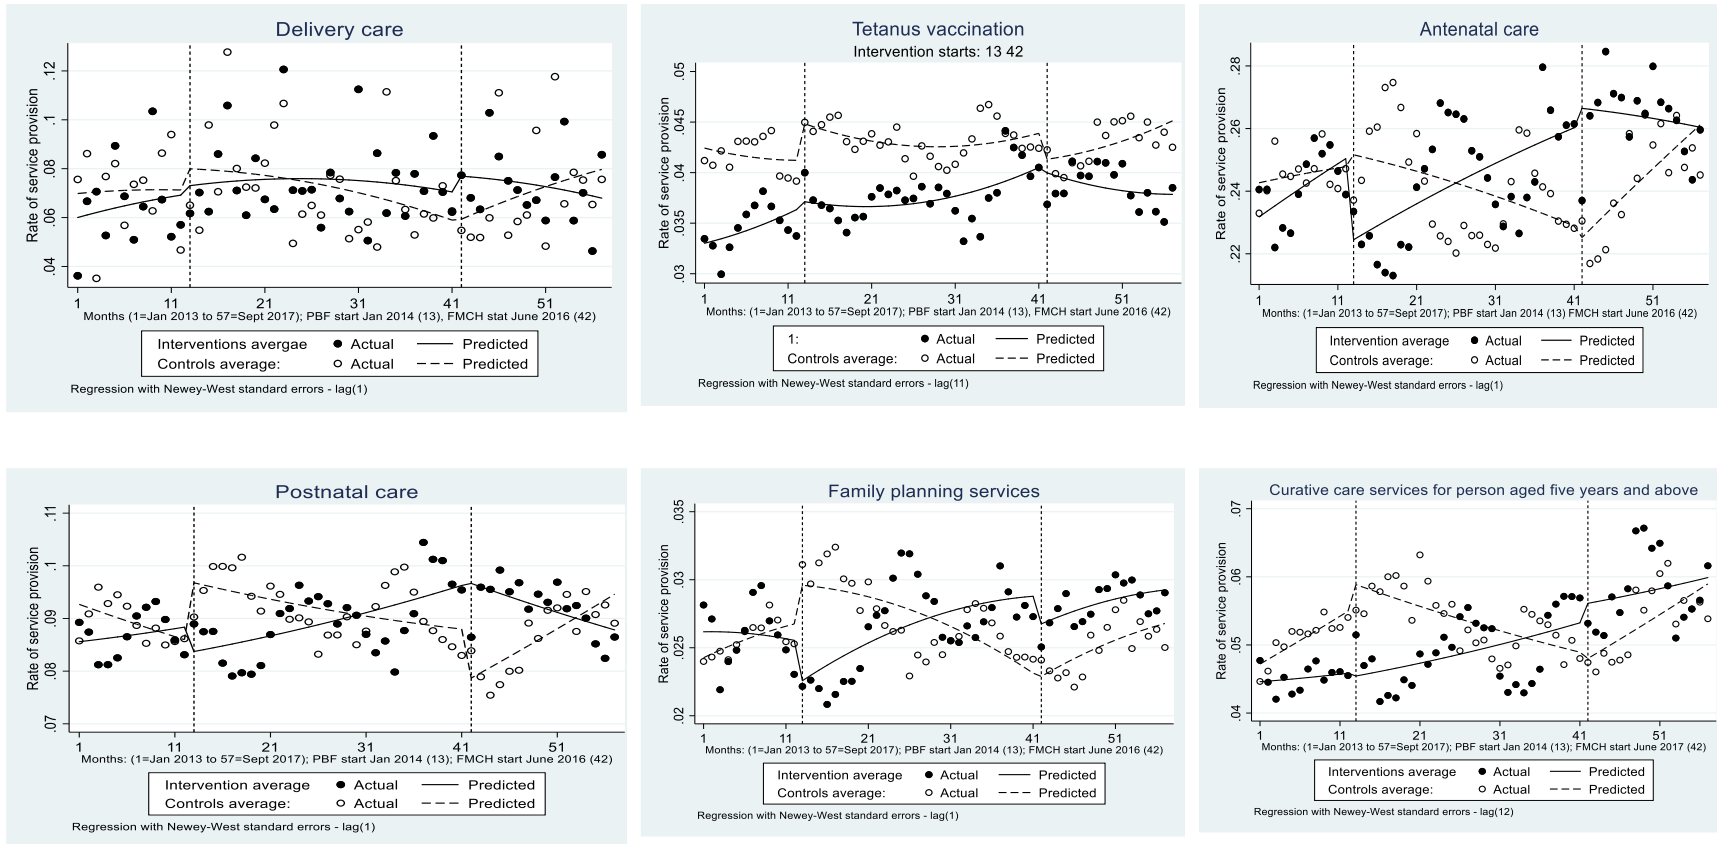 Delivery care
Rate of service provision
.04 .06 .08 .1 .12
1 11 21 31 41 51
Months (1=Jan 2013 to 57=Sept 2017); PBF start Jan 2014 (13), FMCH stat June 2016 (42)
Interventions avergae Actual Predicted
Controls average: Actual Predicted
Regression with Newey-West standard errors - lag(1)
Tetanus vaccination
Intervention starts: 13 42
Rate of service provision
.03 .035 .04 .045 .05
1 11 21 31 41 51
Months: (1=Jan 2013 to 57=Sept 2017); PBF start Jan 2014 (13), FMCH start June 2016 (42)
1: Actual Predicted
Controls average: Actual Predicted
Regression with Newey-West standard errors - lag(11)
Antenatal care
Rate of service provision
.22 .24 .26 .28
1 11 21 31 41 51
Months: (1=Jan 2013 to 57=Sept 2017); PBF start Jan 2014 (13) FMCH start June 2016 (42)
Intervention average Actual Predicted
Controls average: Actual Predicted
Regression with Newey-West standard errors - lag(1)
Postnatal care
Rate of service provision
.07 .08 .09 .1 .11
1 11 21 31 41 51
Months: (1=Jan 2013 to 57=Sept 2017); PBF start Jan 2014 (13); FMCH start June 2016 (42)
Intervention average Actual Predicted
Controls average: Actual Predicted
Regression with Newey-West standard errors - lag(1)
Family planning services
Rate of service provision
.02 .025 .03 .035
1 11 21 31 41 51
Months: (1=Jan 2013 to 57=Sept 2017); PBF start Jan 2014 (13); FMCH start June 2016 (42)
Intervention average Actual Predicted
Controls average: Actual Predicted
Regression with Newey-West standard errors - lag(1)
Curative care services for person aged five years and above
Rate of service provision
.04 .05 .06 .07
1 11 21 31 41 51
Months: (1=Jan 2013 to 57=Sept 2017); PBF start Jan 2014 (13); FMCH start June 2017 (42)
Interventions average Actual Predicted
Controls average: Actual Predicted
Regression with Newey-West standard errors - lag(12)